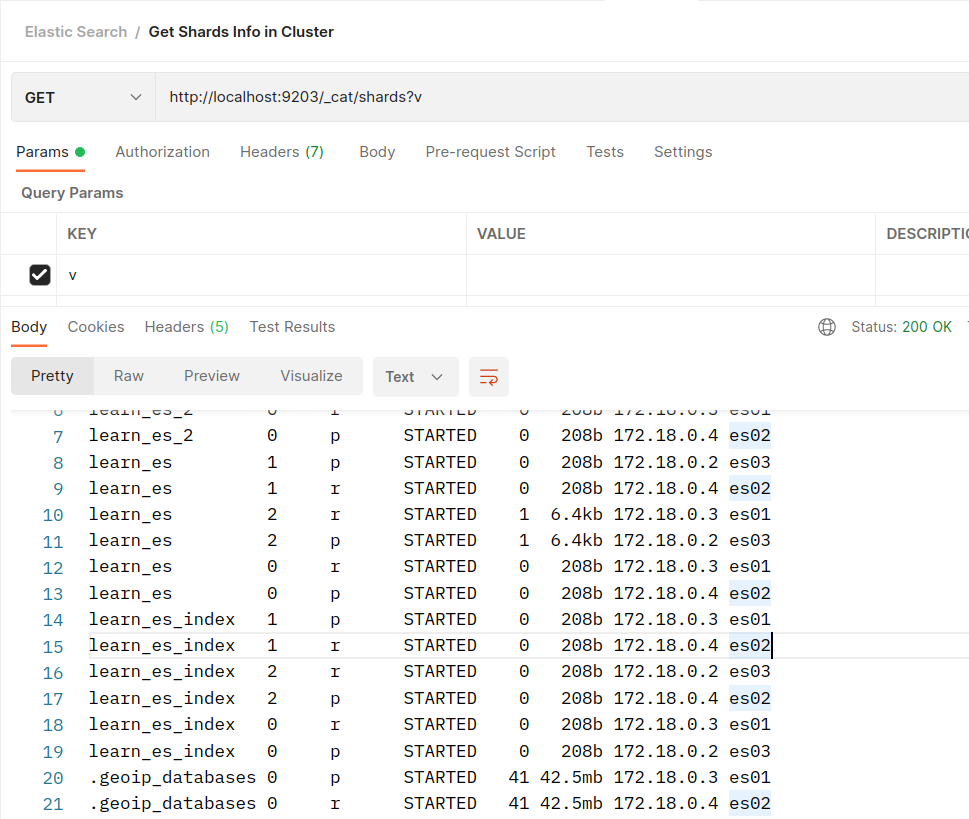 Elastic Search / Get Shards Info in Cluster
GET http://localhost:9203/_cat/shards?v
Params Authorization Headers (7) Body Pre-request Script Tests Settings
Query Params
KEY VALUE DESCRIPTIO
v
Body Cookies Headers (5) Test Results Status: 200 OK
Pretty Raw Preview Visualize Text
6 learn_es_2 0 r STARTED 0 208b 172.18.0.3 es01
7 learn_es_2 0 p STARTED 0 208b 172.18.0.4 es02
8 learn_es 1 p STARTED 0 208b 172.18.0.2 es03
9 learn_es 1 r STARTED 0 208b 172.18.0.4 es02
10 learn_es 2 r STARTED 1 6.4kb 172.18.0.3 es01
11 learn_es 2 p STARTED 1 6.4kb 172.18.0.2 es03
12 learn_es 0 r STARTED 0 208b 172.18.0.3 es01
13 learn_es 0 p STARTED 0 208b 172.18.0.4 es02
14 learn_es_index 1 p STARTED 0 208b 172.18.0.3 es01
15 learn_es_index 1 r STARTED 0 208b 172.18.0.4 es02
16 learn_es_index 2 r STARTED 0 208b 172.18.0.2 es03
17 learn_es_index 2 p STARTED 0 208b 172.18.0.4 es02
18 learn_es_index 0 r STARTED 0 208b 172.18.0.3 es01
19 learn_es_index 0 p STARTED 0 208b 172.18.0.2 es03
20 .geoip_databases 0 p STARTED 41 42.5mb 172.18.0.3 es01
21 .geoip_databases 0 r STARTED 41 42.5mb 172.18.0.4 es02